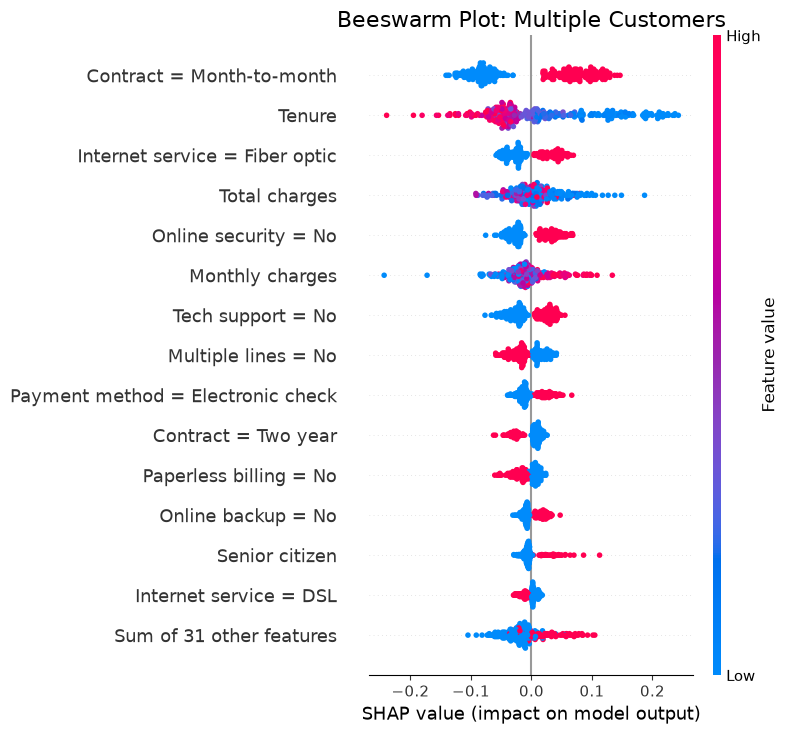 Beeswarm Plot: Multiple Customers
High
Contract = Month-to-month
Tenure
Internet service = Fiber optic
Total charges
Online security = No
Monthly charges
Tech support = No
Multiple lines = No
Payment method = Electronic check
Contract = Two year
Paperless billing = No
Online backup = No
Senior citizen
Internet service = DSL
Sum of 31 other features
Feature value
Low
−0.2 −0.1 0.0 0.1 0.2
SHAP value (impact on model output)